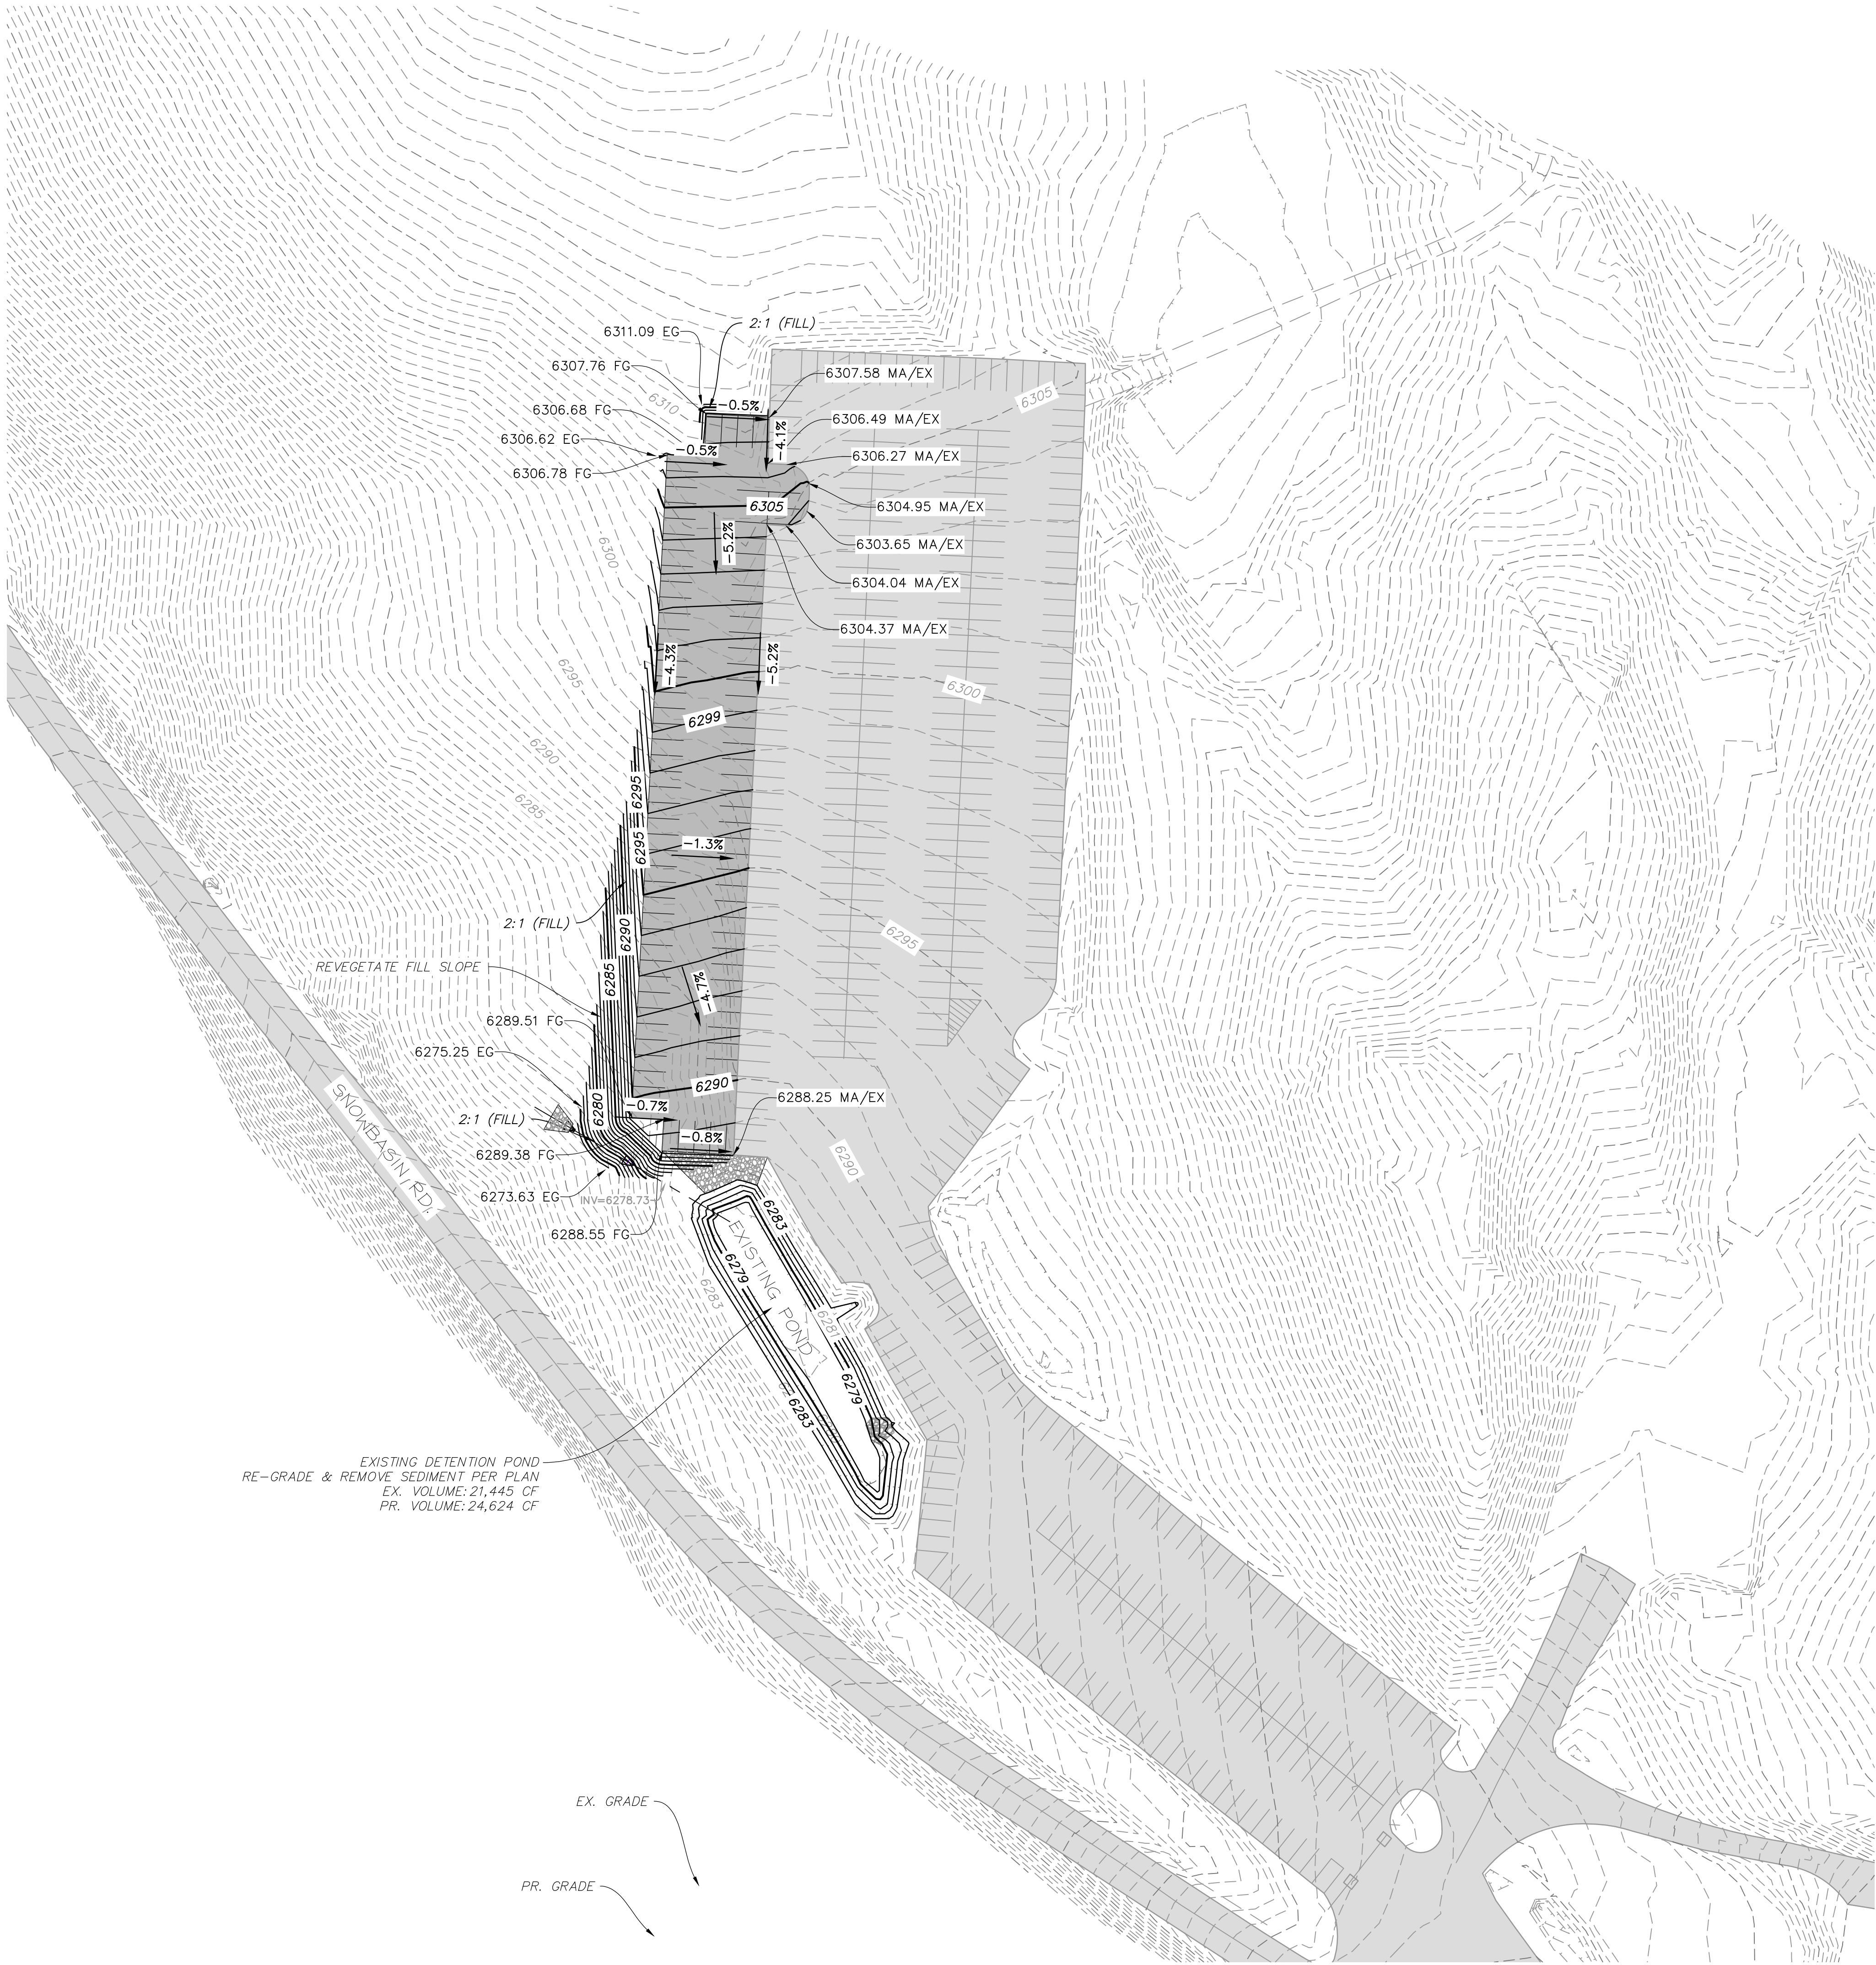 6311.09 EG
2:1 (FILL)
6307.76 FG
6307.58 MA/EX
-0.5%
6305
6310
6306.68 FG
6306.49 MA/EX
-4.1%
6306.62 EG
-0.5%
6306.27 MA/EX
6306.78 FG
6305
6304.95 MA/EX
6300
-5.2%
6303.65 MA/EX
6304.04 MA/EX
6304.37 MA/EX
6295
-4.3%
-5.2%
6300
6299
6290
6295
6285
6295
-1.3%
2:1 (FILL)
6290
6295
REVEGETATE FILL SLOPE
6285
-4.7%
6289.51 FG
6275.25 EG
6290
SNOWBASIN RD.
6280
-0.7%
6288.25 MA/EX
2:1 (FILL)
-0.8%
6289.38 FG
6290
6273.63 EG
INV=6278.73
6288.55 FG
6283
EXISTING POND
6279
6283
6281
6279
6283
EXISTING DETENTION POND
RE-GRADE & REMOVE SEDIMENT PER PLAN
EX. VOLUME: 21,445 CF
PR. VOLUME: 24,624 CF
EX. GRADE
PR. GRADE